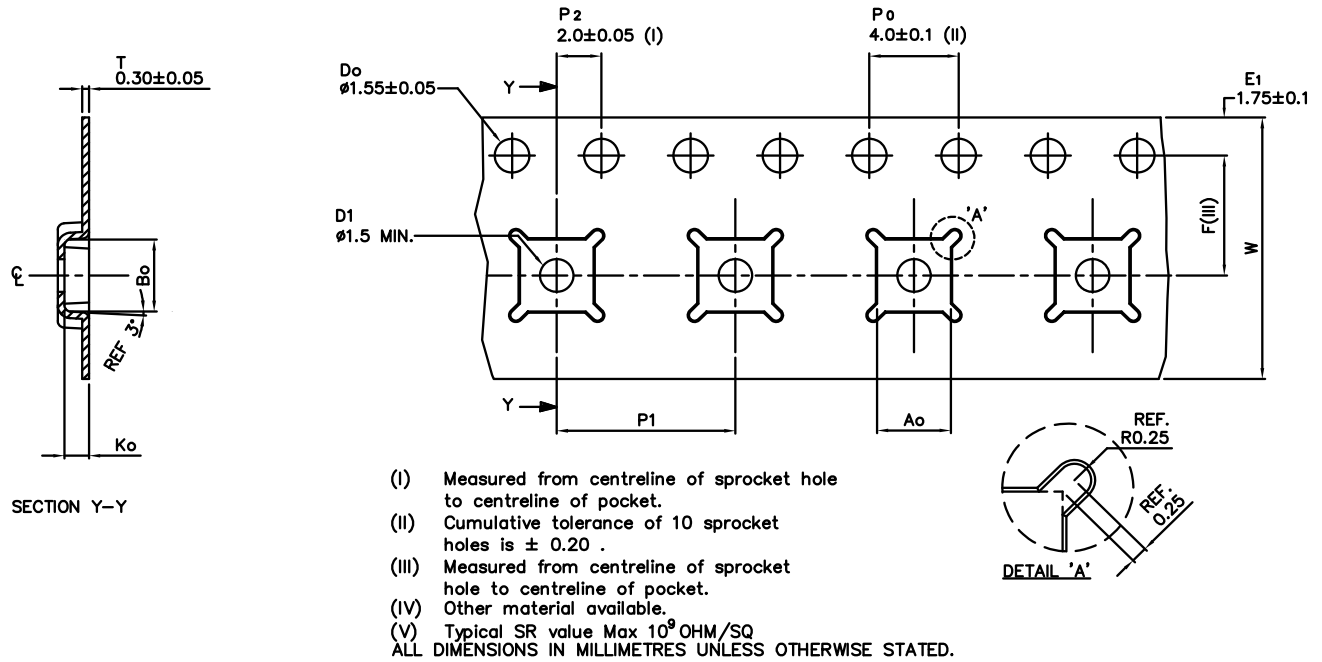 T
0.30±0.05
P2
2.0±0.05 (I)
P0
4.0±0.1 (II)
Do
ø1.55±0.05
Y
E1
1.75±0.1
D1
ø1.5 MIN.
'A'
F(III)
W
℄
Bo
REF 3°
Ko
Y
P1
Ao
SECTION Y-Y
REF.
R0.25
REF.
0.25
DETAIL 'A'
(I) Measured from centreline of sprocket hole
to centreline of pocket.
(II) Cumulative tolerance of 10 sprocket
holes is ± 0.20 .
(III) Measured from centreline of sprocket
hole to centreline of pocket.
(IV) Other material available.
(V) Typical SR value Max 10⁹ OHM/SQ
ALL DIMENSIONS IN MILLIMETRES UNLESS OTHERWISE STATED.